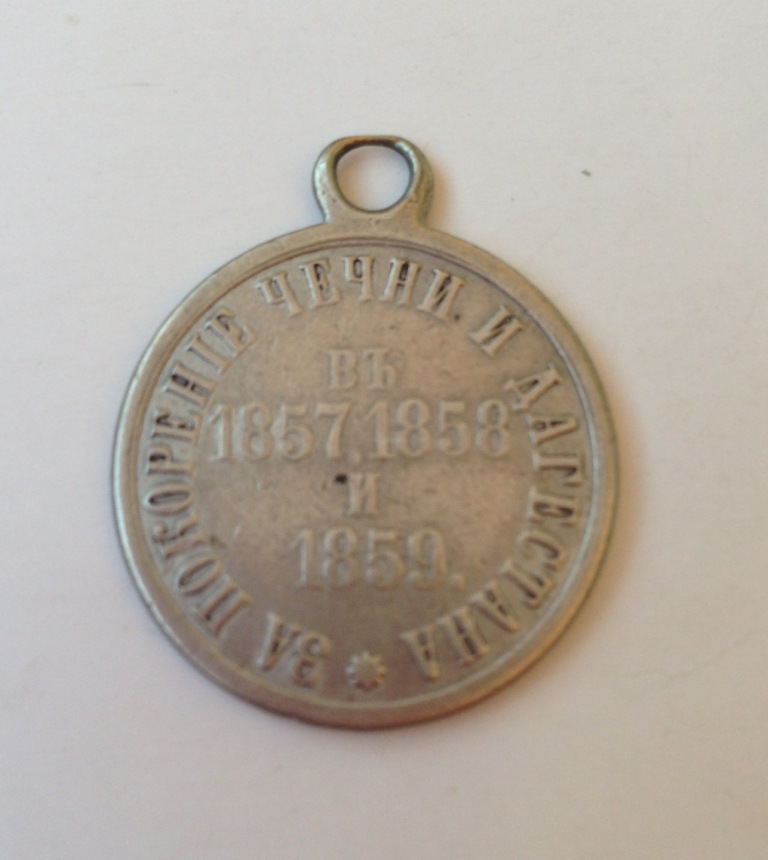 ЗА ПОКОРЕНІЕ ЧЕЧНИ И ДАГЕСТАНА
ВЪ
1857, 1858
И
1859.